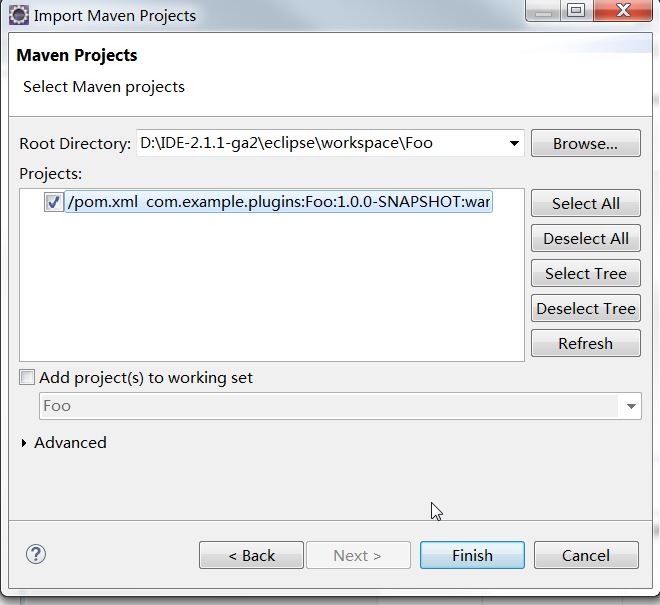 Import Maven Projects
Maven Projects
Select Maven projects
Root Directory: D:\IDE-2.1.1-ga2\eclipse\workspace\Foo Browse...
Projects:
/pom.xml com.example.plugins:Foo:1.0.0-SNAPSHOT:war
Select All
Deselect All
Select Tree
Deselect Tree
Refresh
Add project(s) to working set
Foo
Advanced
? < Back Next > Finish Cancel